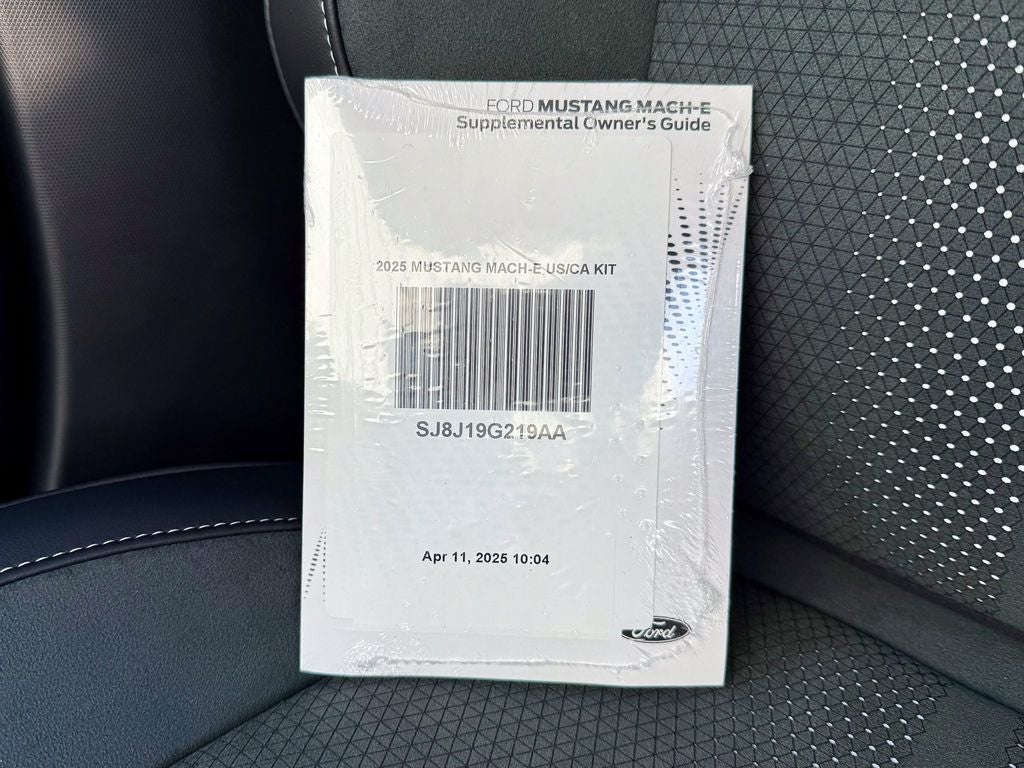 FORD MUSTANG MACH-E
Supplemental Owner's Guide
2025 MUSTANG MACH-E US/CA KIT
SJ8J19G219AA
Apr 11, 2025 10:04
Ford